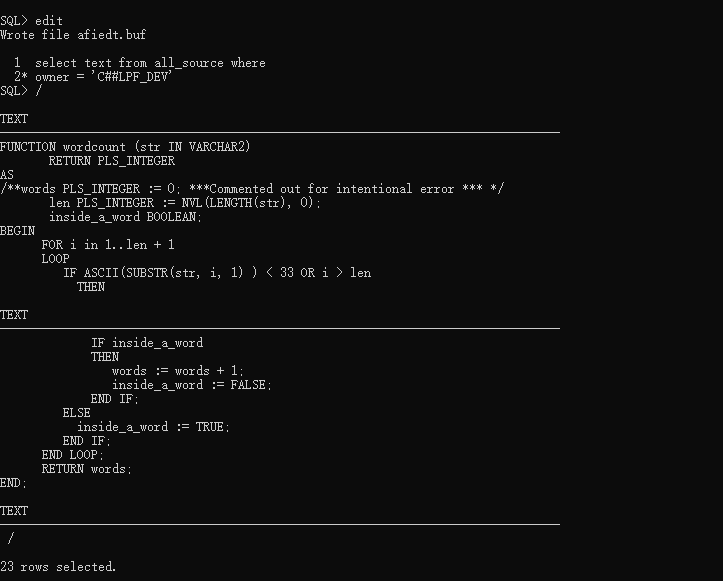 SQL> edit
Wrote file afiedt.buf
1 select text from all_source where
2* owner = 'C##LPF_DEV'
SQL> /
TEXT
FUNCTION wordcount (str IN VARCHAR2)
RETURN PLS_INTEGER
AS
/**words PLS_INTEGER := 0; ***Commented out for intentional error *** */
len PLS_INTEGER := NVL(LENGTH(str), 0);
inside_a_word BOOLEAN;
BEGIN
FOR i in 1..len + 1
LOOP
IF ASCII(SUBSTR(str, i, 1) ) < 33 OR i > len
THEN
TEXT
IF inside_a_word
THEN
words := words + 1;
inside_a_word := FALSE;
END IF;
ELSE
inside_a_word := TRUE;
END IF;
END LOOP;
RETURN words;
END;
TEXT
/
23 rows selected.